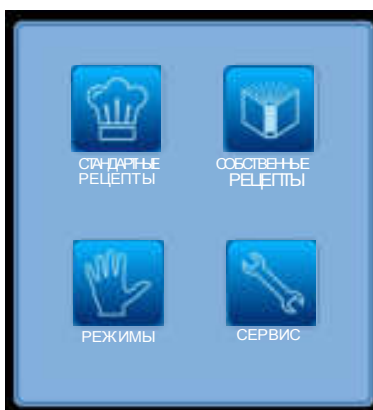 СТАНДАРТНЫЕ
РЕЦЕПТЫ
СОБСТВЕННЫЕ
РЕЦЕПТЫ
РЕЖИМЫ
СЕРВИС